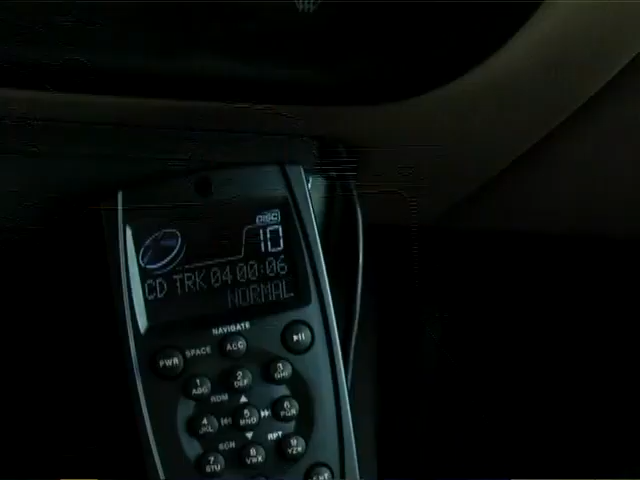 DISC
10
CD TRK 04 00:06
NORMAL
NAVIGATE
PWR SPACE ACC
1 ABC 2 DEF 3 GHI
RDM
4 JKL 5 MNO 6 PQR
SCN RPT
7 STU 8 VWX 9 YZ
ENT